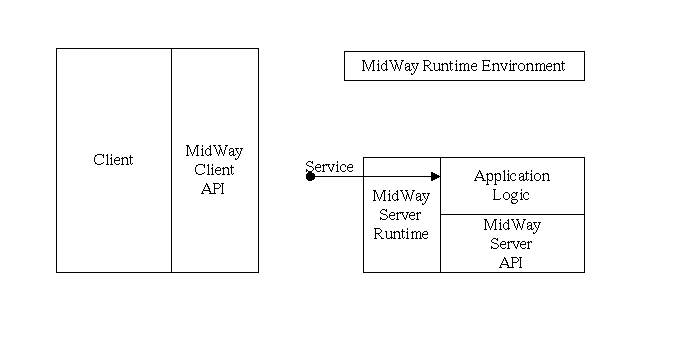 MidWay Runtime Environment
Client
MidWay
Client
API
Service
MidWay
Server
Runtime
Application
Logic
MidWay
Server
API